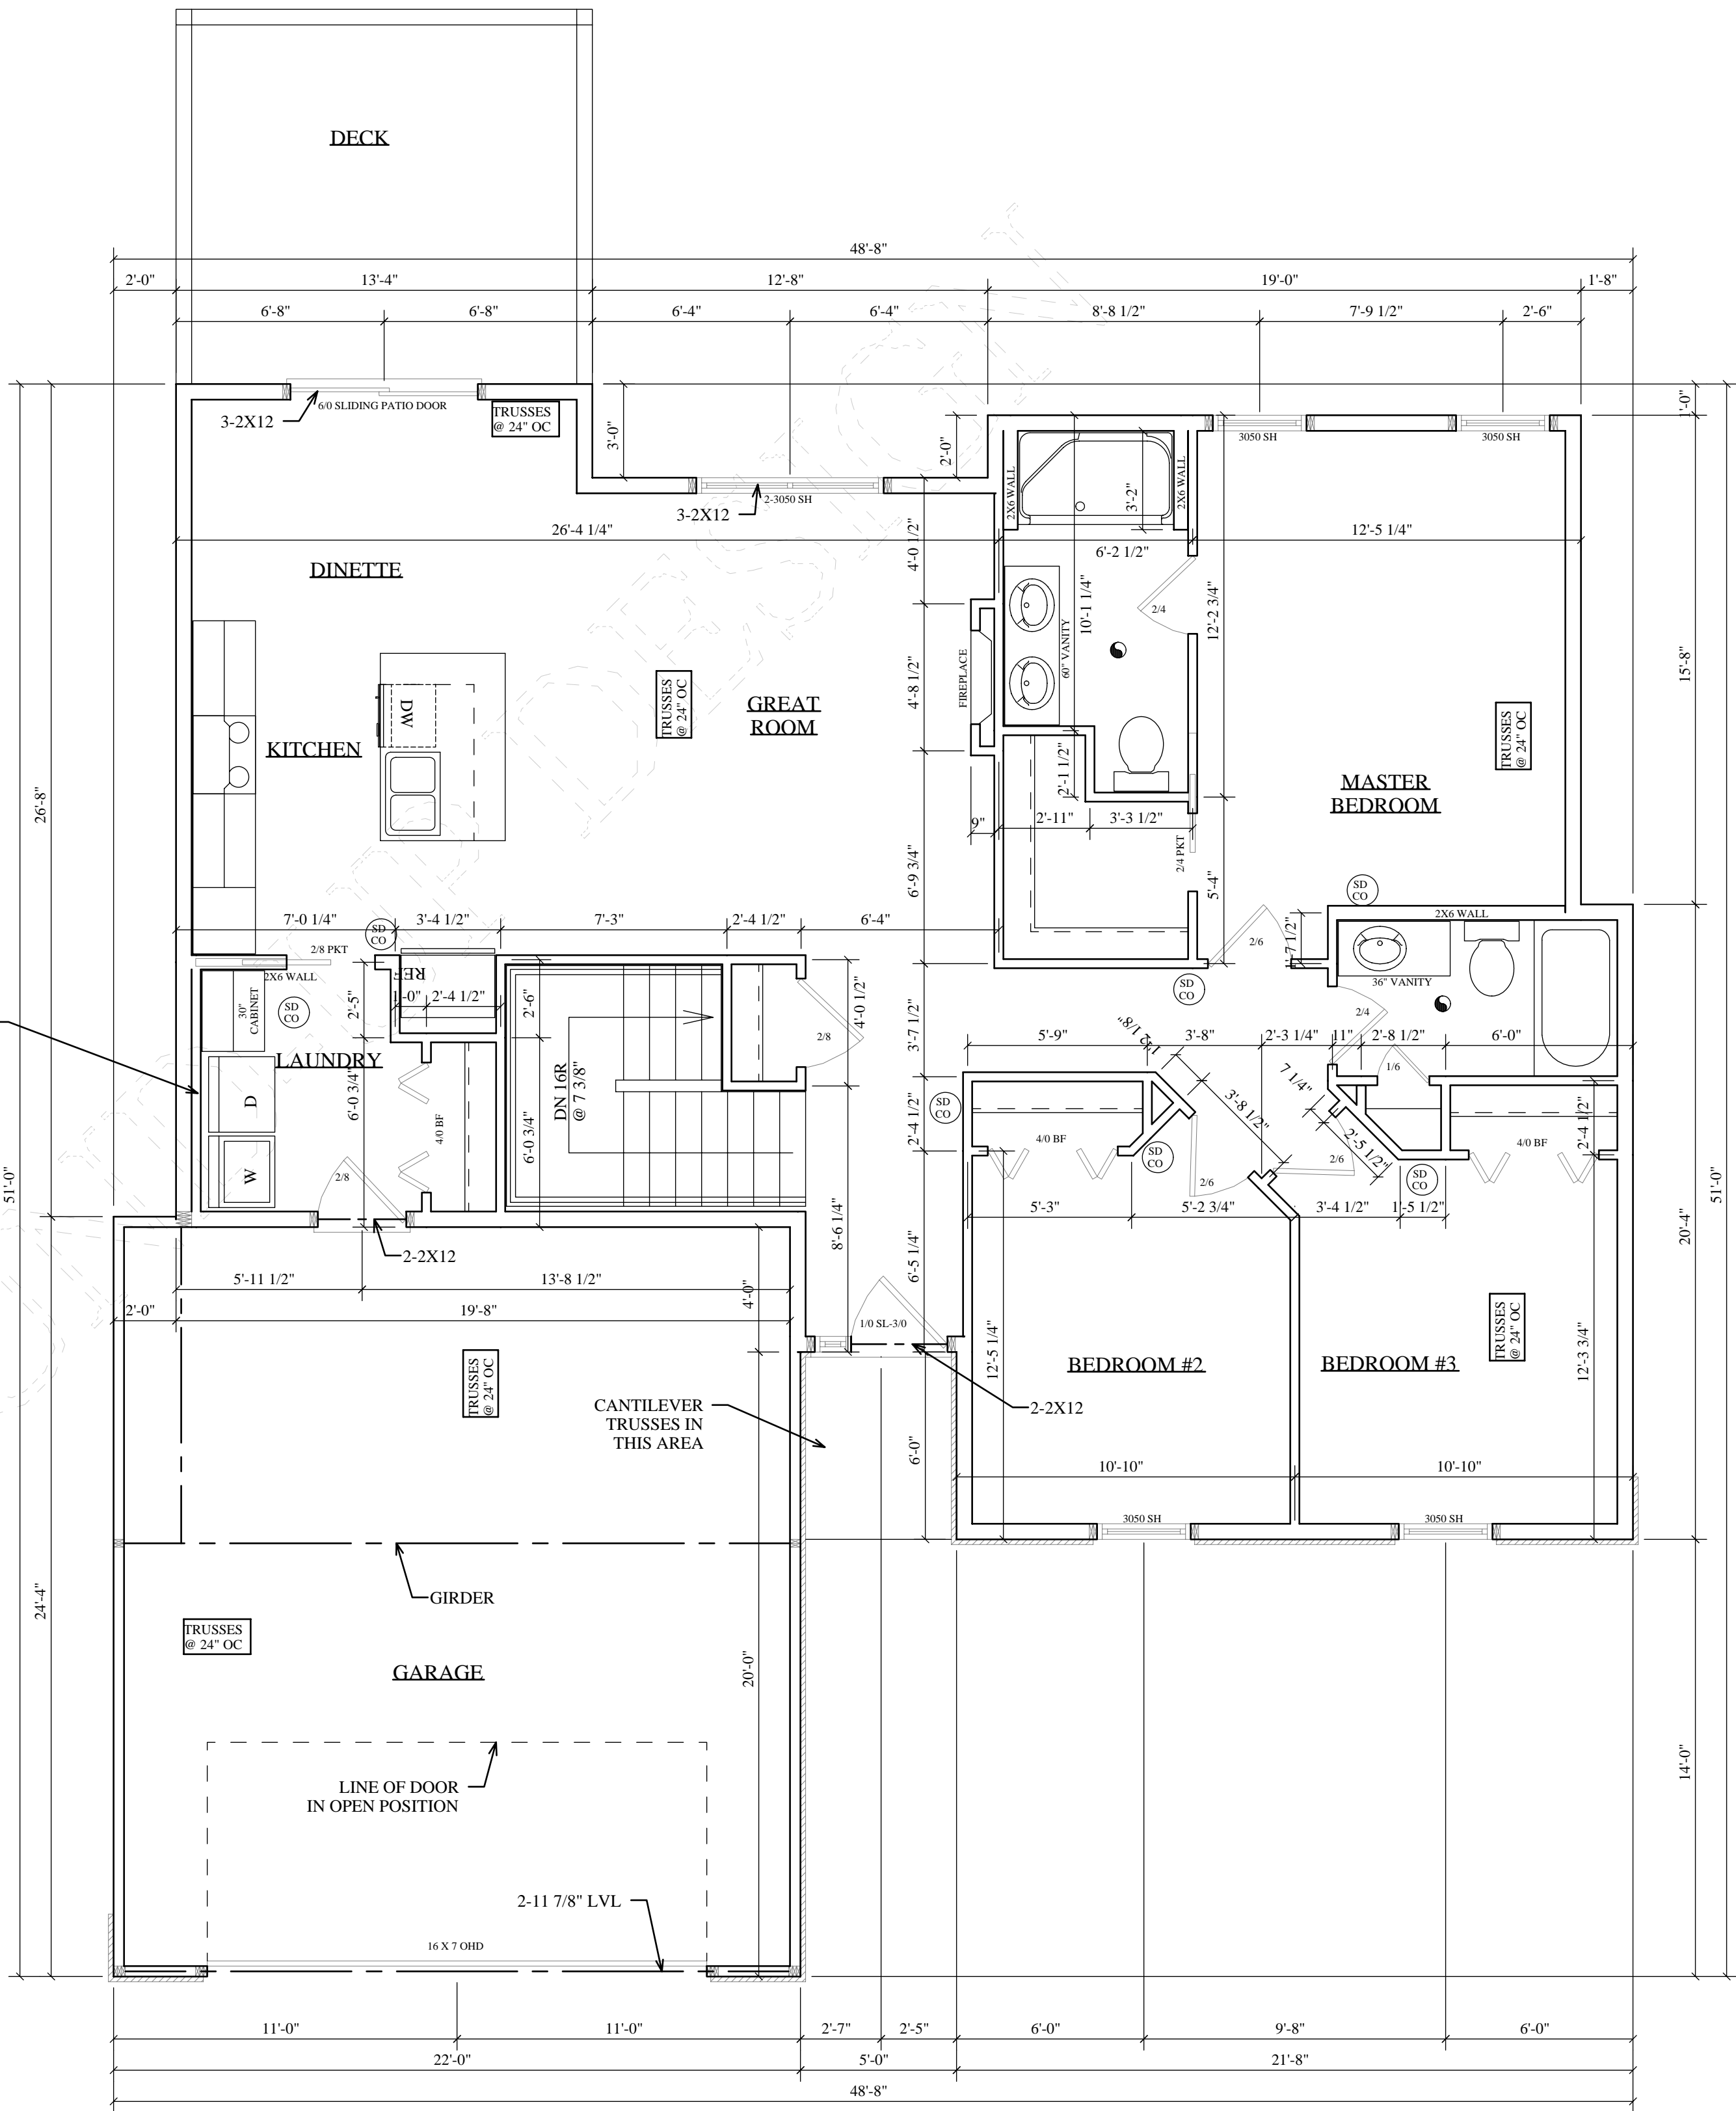 DECK
48'-8"
2'-0"
13'-4"
12'-8"
19'-0"
1'-8"
6'-8"
6'-8"
6'-4"
6'-4"
8'-8 1/2"
7'-9 1/2"
2'-6"
3-2X12
6/0 SLIDING PATIO DOOR
TRUSSES
@ 24" OC
3'-0"
2'-0"
1'-0"
3050 SH
3050 SH
2-3050 SH
3-2X12
2X6 WALL
3'-2"
2X6 WALL
26'-4 1/4"
4'-0 1/2"
6'-2 1/2"
12'-5 1/4"
DINETTE
10'-1 1/4"
2/4
12'-2 3/4"
60" VANITY
FIREPLACE
4'-8 1/2"
15'-8"
TRUSSES
@ 24" OC
GREAT
ROOM
DW
KITCHEN
TRUSSES
@ 24" OC
MASTER
BEDROOM
26'-8"
2'-1 1/2"
9"
2'-11"
3'-3 1/2"
2/4 PKT
6'-9 3/4"
5'-4"
SD
CO
7'-0 1/4"
3'-4 1/2"
7'-3"
2'-4 1/2"
6'-4"
SD
CO
2X6 WALL
2/8 PKT
2/6
1'-7 1/2"
2X6 WALL
REF
36" VANITY
1'-0"
2'-4 1/2"
30"
CABINET
SD
CO
2'-5"
2'-6"
4'-0 1/2"
SD
CO
2/8
2/4
3'-7 1/2"
LAUNDRY
5'-9"
1'-2 1/8"
3'-8"
2'-3 1/4"
11"
2'-8 1/2"
6'-0"
1/6
D
6'-0 3/4"
DN 16R
@ 7 3/8"
7 1/4"
SD
CO
3'-8 1/2"
2'-4 1/2"
4/0 BF
6'-0 3/4"
4/0 BF
2'-5 1/2"
2'-4 1/2"
4/0 BF
SD
CO
W
2/8
2/6
2/6
SD
CO
51'-0"
51'-0"
5'-3"
5'-2 3/4"
3'-4 1/2"
1'-5 1/2"
8'-6 1/4"
6'-5 1/4"
20'-4"
2-2X12
5'-11 1/2"
13'-8 1/2"
4'-0"
2'-0"
19'-8"
1/0 SL-3/0
12'-5 1/4"
TRUSSES
@ 24" OC
12'-3 3/4"
BEDROOM #2
BEDROOM #3
TRUSSES
@ 24" OC
CANTILEVER
TRUSSES IN
THIS AREA
2-2X12
6'-0"
10'-10"
10'-10"
3050 SH
3050 SH
24'-4"
GIRDER
TRUSSES
@ 24" OC
GARAGE
20'-0"
14'-0"
LINE OF DOOR
IN OPEN POSITION
2-11 7/8" LVL
16 X 7 OHD
11'-0"
11'-0"
2'-7"
2'-5"
6'-0"
9'-8"
6'-0"
22'-0"
5'-0"
21'-8"
48'-8"